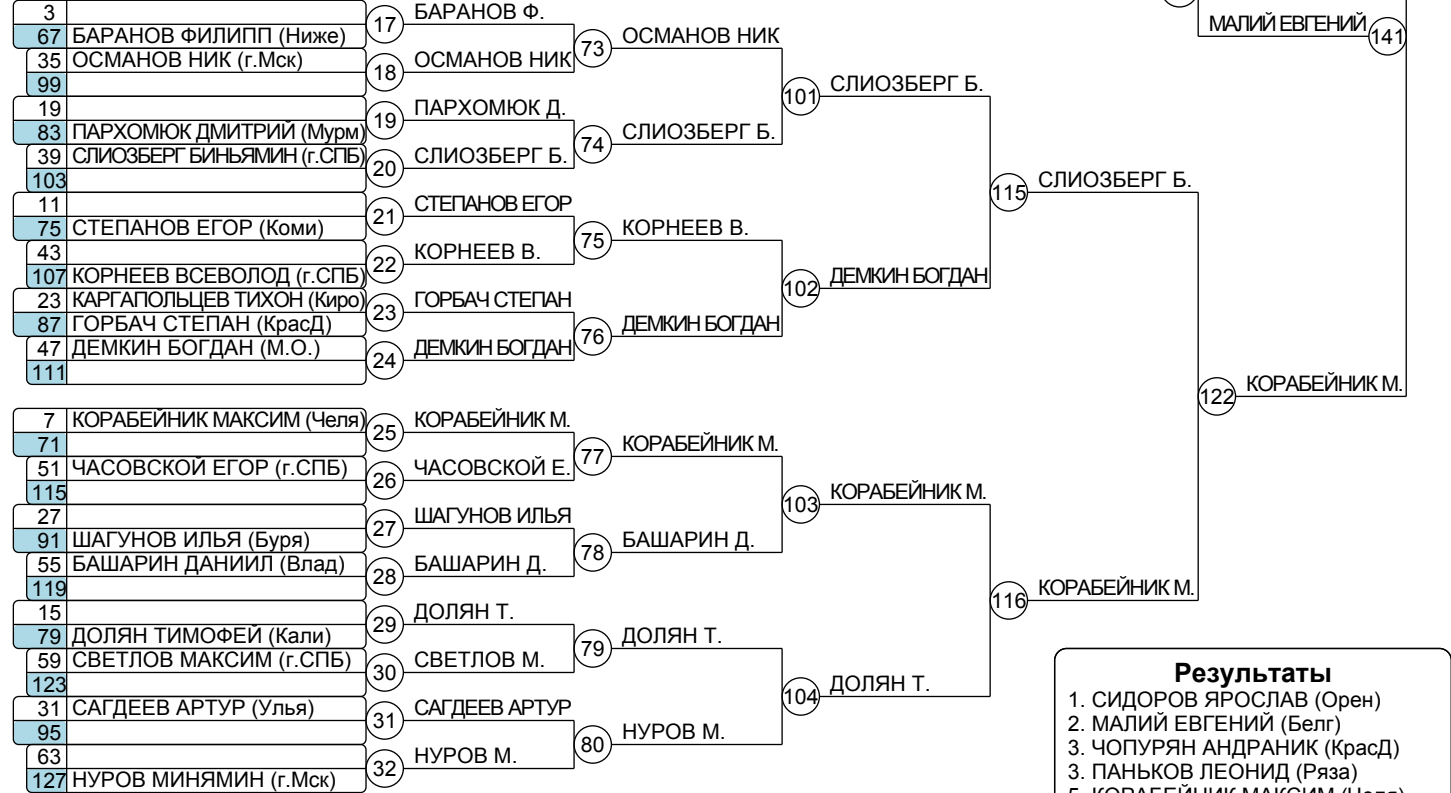 3
67 БАРАНОВ ФИЛИПП (Ниже)
35 ОСМАНОВ НИК (г.Мск)
99
19
83 ПАРХОМЮК ДМИТРИЙ (Мурм)
39 СЛИОЗБЕРГ БИНЬЯМИН (г.СПБ)
103
11
75 СТЕПАНОВ ЕГОР (Коми)
43
107 КОРНЕЕВ ВСЕВОЛОД (г.СПБ)
23 КАРГАПОЛЬЦЕВ ТИХОН (Киро)
87 ГОРБАЧ СТЕПАН (КрасД)
47 ДЕМКИН БОГДАН (М.О.)
111
7 КОРАБЕЙНИК МАКСИМ (Челя)
71
51 ЧАСОВСКОЙ ЕГОР (г.СПБ)
115
27
91 ШАГУНОВ ИЛЬЯ (Буря)
55 БАШАРИН ДАНИИЛ (Влад)
119
15
79 ДОЛЯН ТИМОФЕЙ (Кали)
59 СВЕТЛОВ МАКСИМ (г.СПБ)
123
31 САГДЕЕВ АРТУР (Улья)
95
63
127 НУРОВ МИНЯМИН (г.Мск)
17 БАРАНОВ Ф.
18 ОСМАНОВ НИК
19 ПАРХОМЮК Д.
20 СЛИОЗБЕРГ Б.
21 СТЕПАНОВ ЕГОР
22 КОРНЕЕВ В.
23 ГОРБАЧ СТЕПАН
24 ДЕМКИН БОГДАН
25 КОРАБЕЙНИК М.
26 ЧАСОВСКОЙ Е.
27 ШАГУНОВ ИЛЬЯ
28 БАШАРИН Д.
29 ДОЛЯН Т.
30 СВЕТЛОВ М.
31 САГДЕЕВ АРТУР
32 НУРОВ М.
73 ОСМАНОВ НИК
74 СЛИОЗБЕРГ Б.
75 КОРНЕЕВ В.
76 ДЕМКИН БОГДАН
77 КОРАБЕЙНИК М.
78 БАШАРИН Д.
79 ДОЛЯН Т.
80 НУРОВ М.
101 СЛИОЗБЕРГ Б.
102 ДЕМКИН БОГДАН
103 КОРАБЕЙНИК М.
104 ДОЛЯН Т.
115 СЛИОЗБЕРГ Б.
116 КОРАБЕЙНИК М.
122 КОРАБЕЙНИК М.
МАЛИЙ ЕВГЕНИЙ 141
Результаты
1. СИДОРОВ ЯРОСЛАВ (Орен)
2. МАЛИЙ ЕВГЕНИЙ (Белг)
3. ЧОПУРЯН АНДРАНИК (КрасД)
3. ПАНЬКОВ ЛЕОНИД (Ряза)
5. КОРАБЕЙНИК МАКСИМ (Челя)